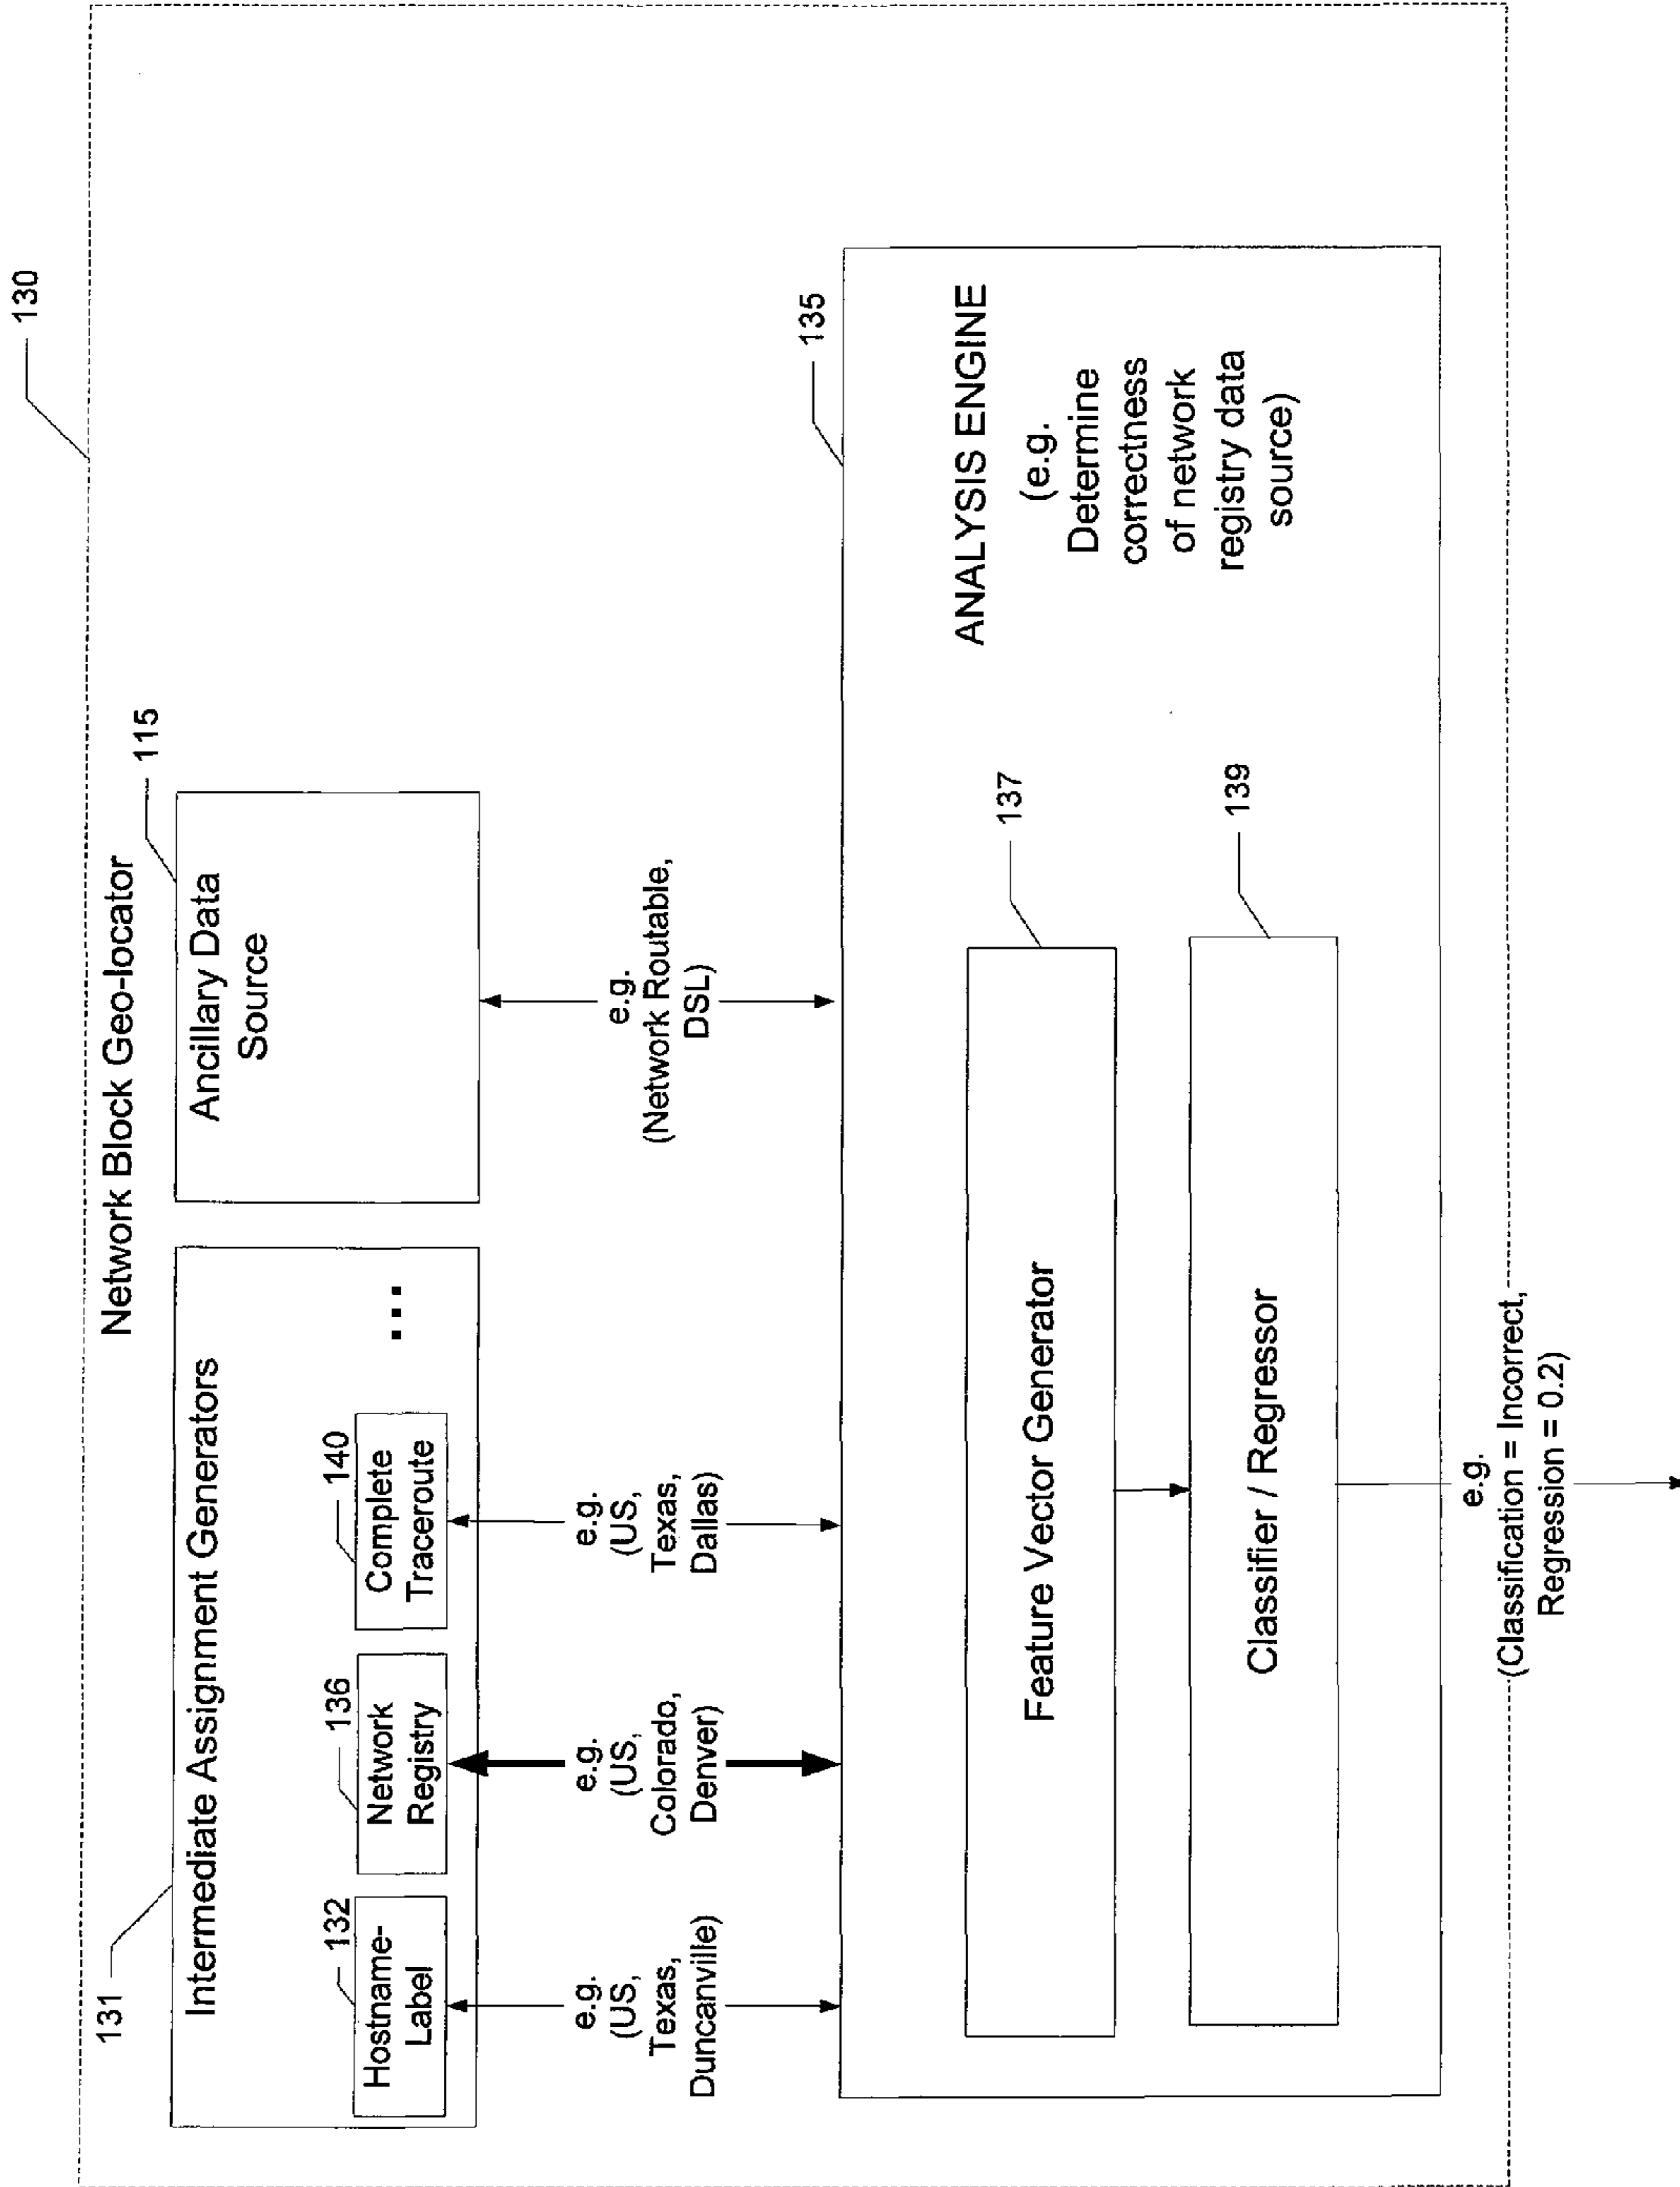 130
Network Block Geo-locator
131
Intermediate Assignment Generators
132
Hostname-
Label
136
Network
Registry
140
Complete
Traceroute
...
115
Ancillary Data
Source
e.g.
(US,
Texas,
Duncanville)
e.g.
(US,
Colorado,
Denver)
e.g.
(US,
Texas,
Dallas)
e.g.
(Network Routable,
DSL)
135
ANALYSIS ENGINE
(e.g.
Determine
correctness
of network
registry data
source)
137
Feature Vector Generator
139
Classifier / Regressor
e.g.
(Classification = Incorrect,
Regression = 0.2)